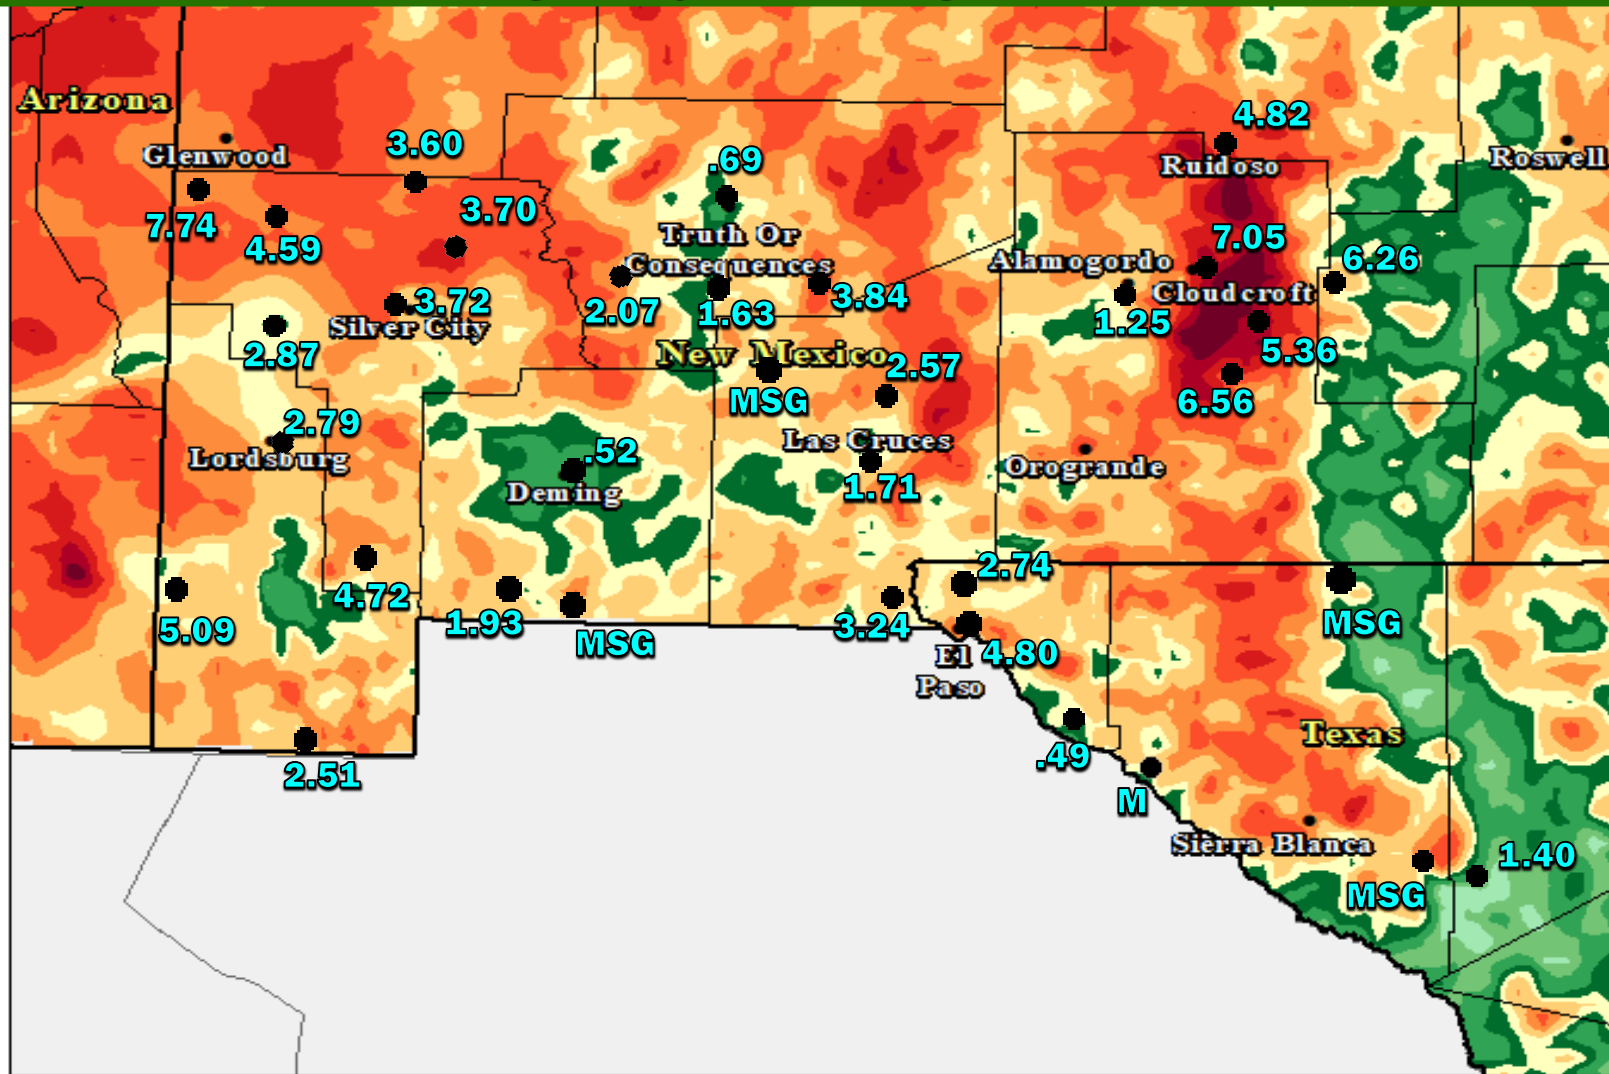 4.82
Arizona
3.60
Glenwood
Roswell
.69
Ruidoso
3.70
7.74
Truth Or
7.05
4.59
Consequences
Alamogordo
6.26
3.72
2.07
1.63
3.84
Cloudcroft
1.25
Silver City
2.87
New Mexico
2.57
5.36
MSG
6.56
2.79
Las Cruces
.52
Lordsburg
Orogrande
Deming
1.71
2.74
4.72
5.09
1.93
3.24
MSG
MSG
El
Paso
4.80
Texas
.49
2.51
M
Sierra Blanca
1.40
MSG